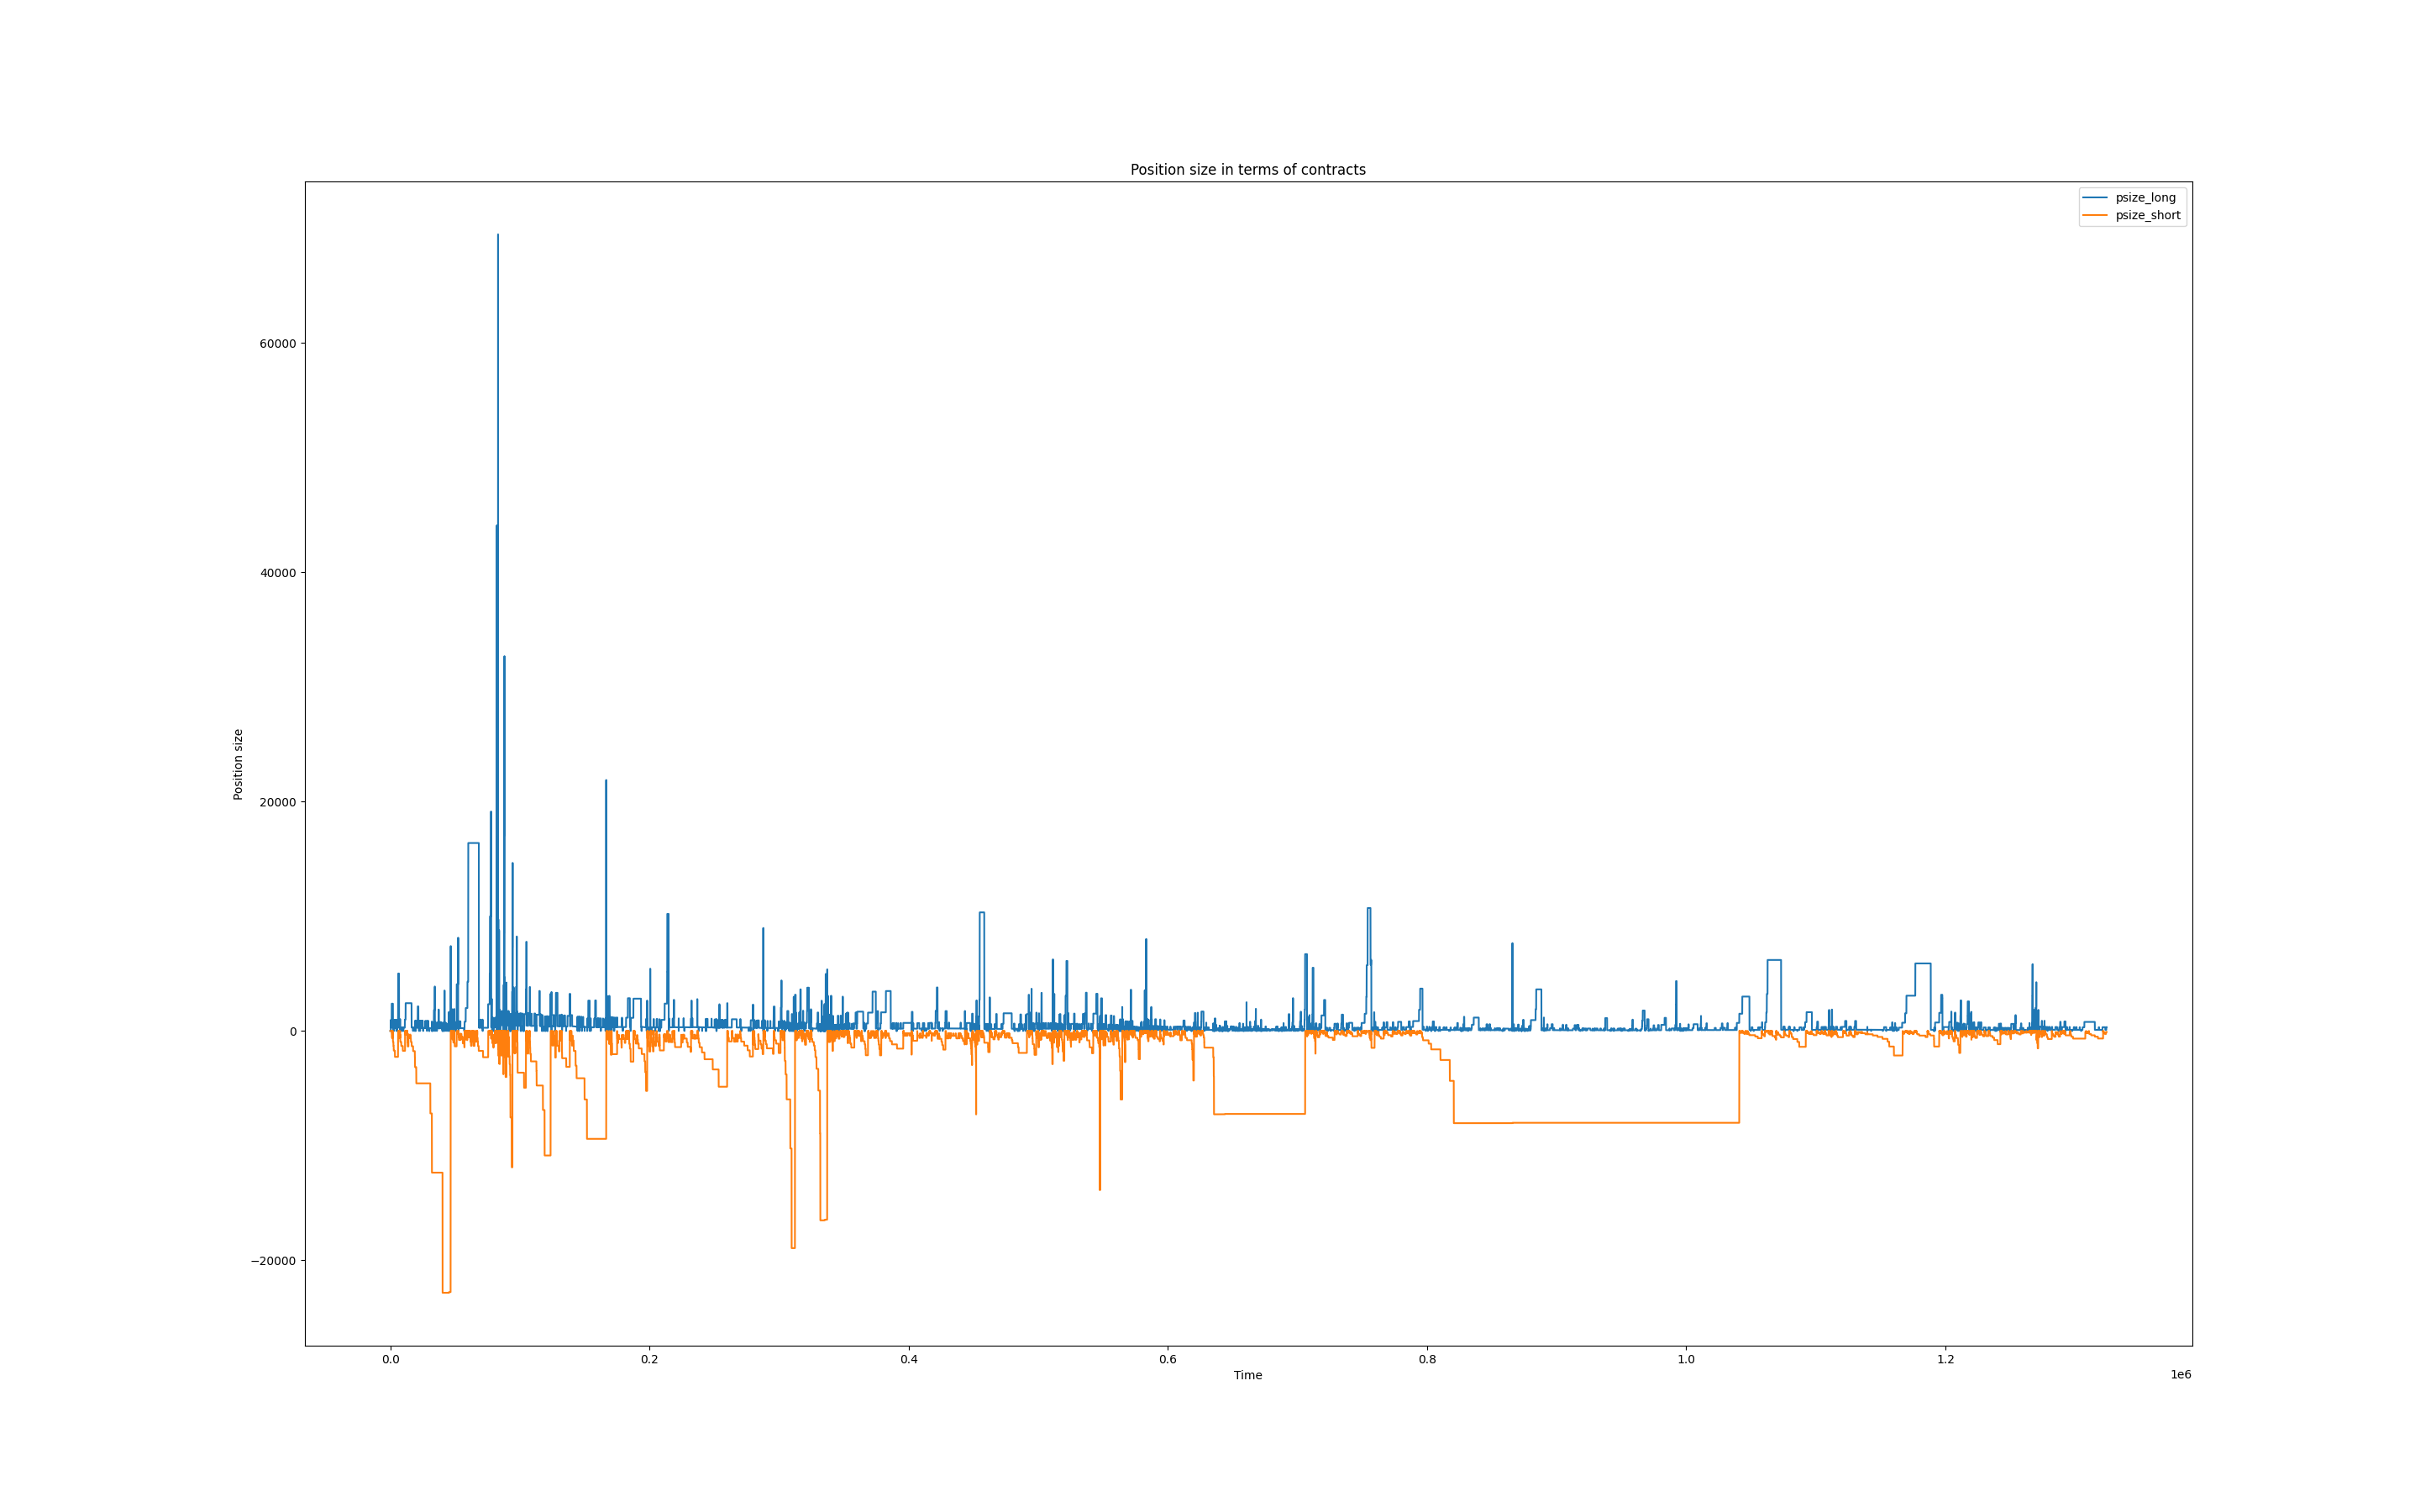 Position size in terms of contracts
psize_long
psize_short
Position size
60000
40000
20000
0
−20000
0.0 0.2 0.4 0.6 0.8 1.0 1.2
Time
1e6